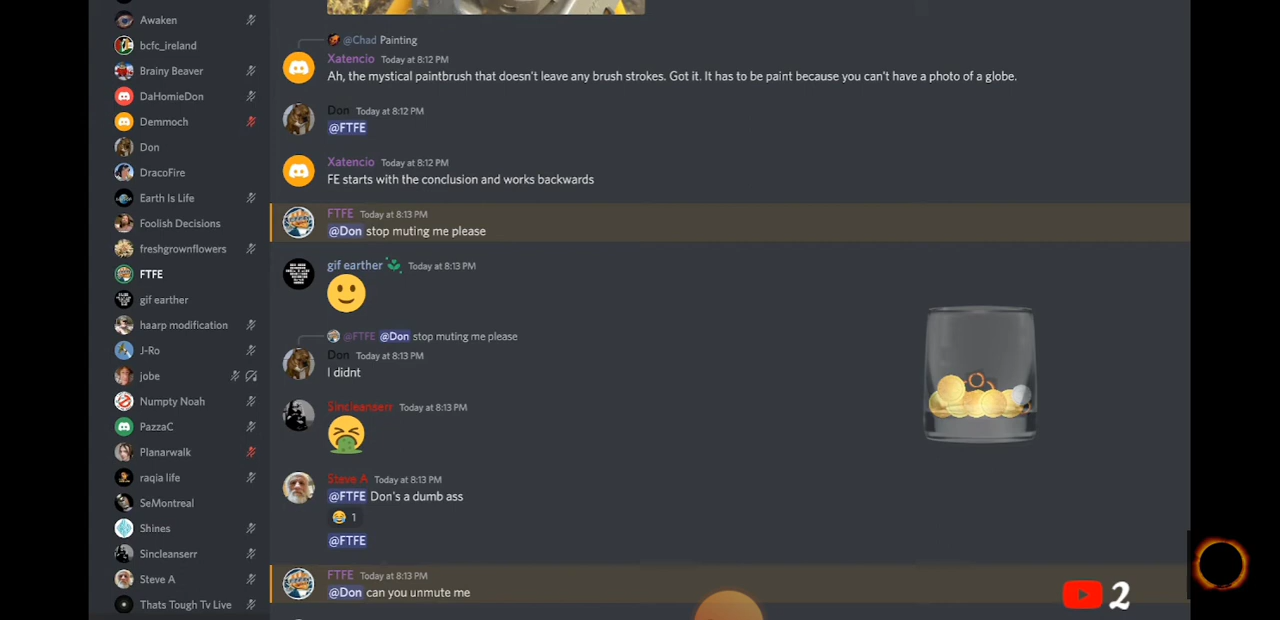 Awaken
bcfc_ireland
Brainy Beaver
DaHomieDon
Demmoch
Don
DracoFire
Earth Is Life
Foolish Decisions
freshgrownflowers
FTFE
gif earther
haarp modification
J-Ro
jobe
Numpty Noah
PazzaC
Planarwalk
raqia life
SeMontreal
Shines
Sincleanserr
Steve A
Thats Tough Tv Live
@Chad Painting
Xatencio Today at 8:12 PM
Ah, the mystical paintbrush that doesn't leave any brush strokes. Got it. It has to be paint because you can't have a photo of a globe.
Don Today at 8:12 PM
@FTFE
Xatencio Today at 8:12 PM
FE starts with the conclusion and works backwards
FTFE Today at 8:13 PM
@Don stop muting me please
gif earther Today at 8:13 PM
@FTFE @Don stop muting me please
Don Today at 8:13 PM
I didnt
Sincleanserr Today at 8:13 PM
Steve A Today at 8:13 PM
@FTFE Don's a dumb ass
1
@FTFE
FTFE Today at 8:13 PM
@Don can you unmute me
2